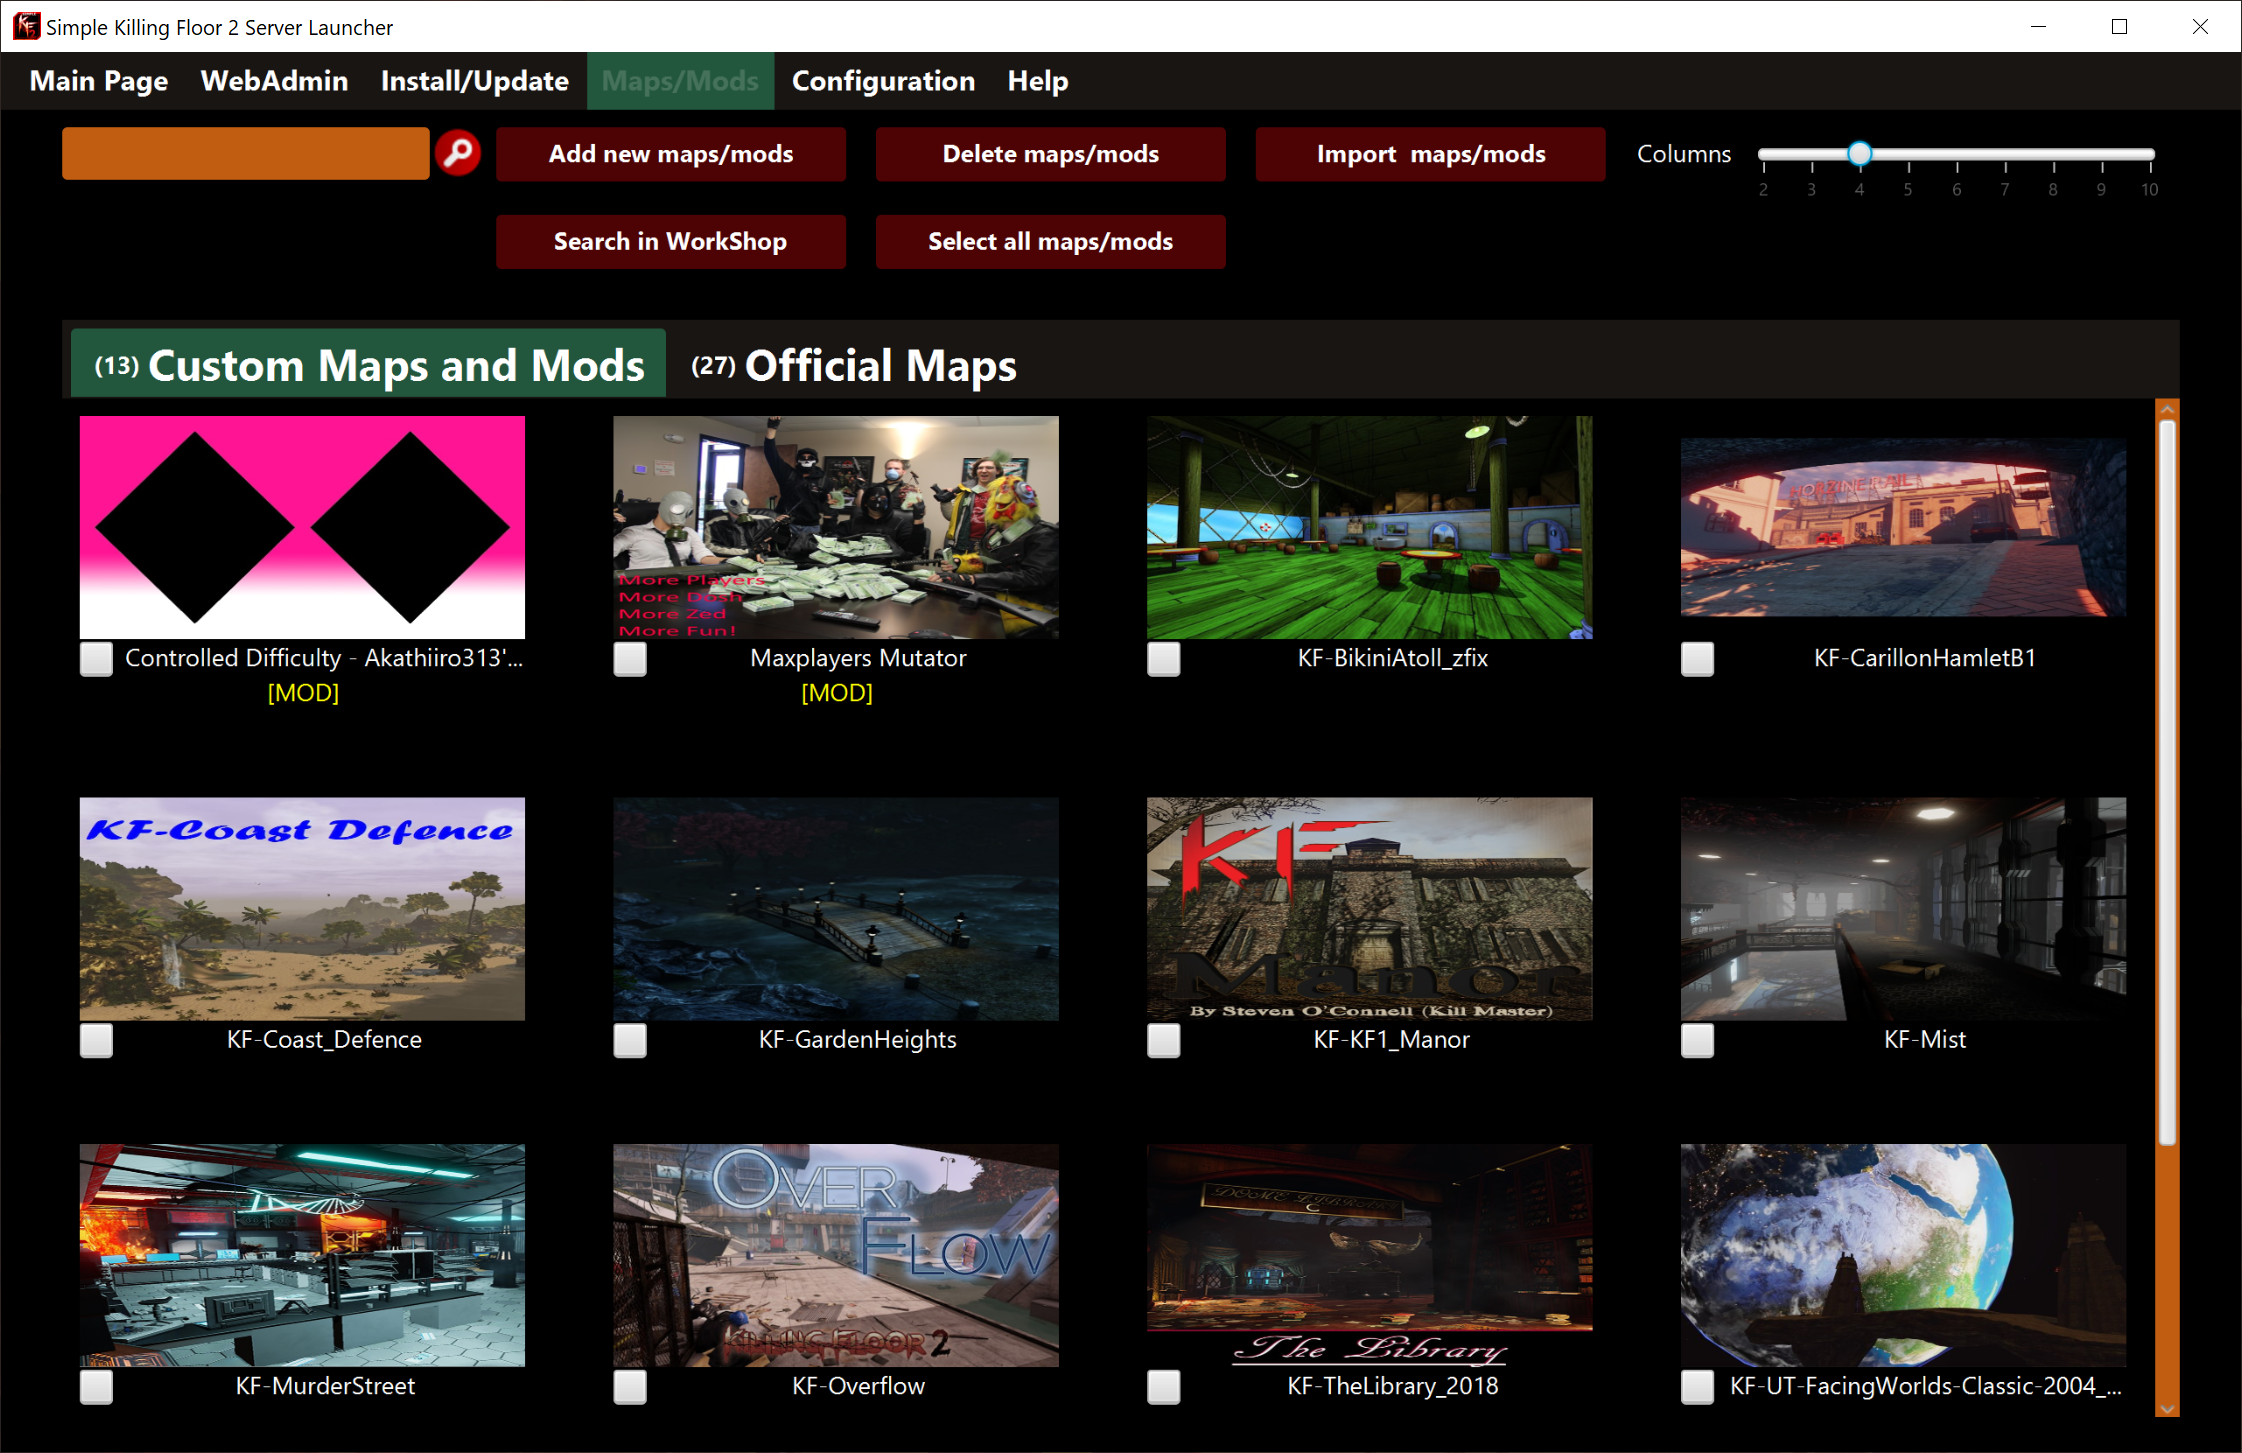 Simple Killing Floor 2 Server Launcher
Main Page WebAdmin Install/Update Maps/Mods Configuration Help
Add new maps/mods Delete maps/mods Import maps/mods Columns
2 3 4 5 6 7 8 9 10
Search in WorkShop Select all maps/mods
(13) Custom Maps and Mods (27) Official Maps
HORZINE RAIL
More Players
More Dosh
More Zed
More Fun!
Controlled Difficulty - Akathiiro313'... Maxplayers Mutator KF-BikiniAtoll_zfix KF-CarillonHamletB1
[MOD] [MOD]
KF-Coast Defence
KF
Manor
By Steven O'Connell (Kill Master)
KF-Coast_Defence KF-GardenHeights KF-KF1_Manor KF-Mist
OVER
FLOW
KILLING FLOOR 2
The Library
KF-MurderStreet KF-Overflow KF-TheLibrary_2018 KF-UT-FacingWorlds-Classic-2004_...